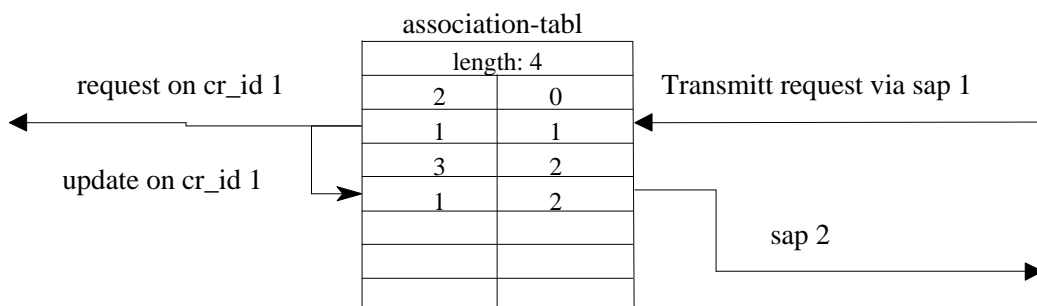 association-tabl
length: 4
request on cr_id 1
Transmitt request via sap 1
2 0
1 1
3 2
update on cr_id 1
1 2
sap 2